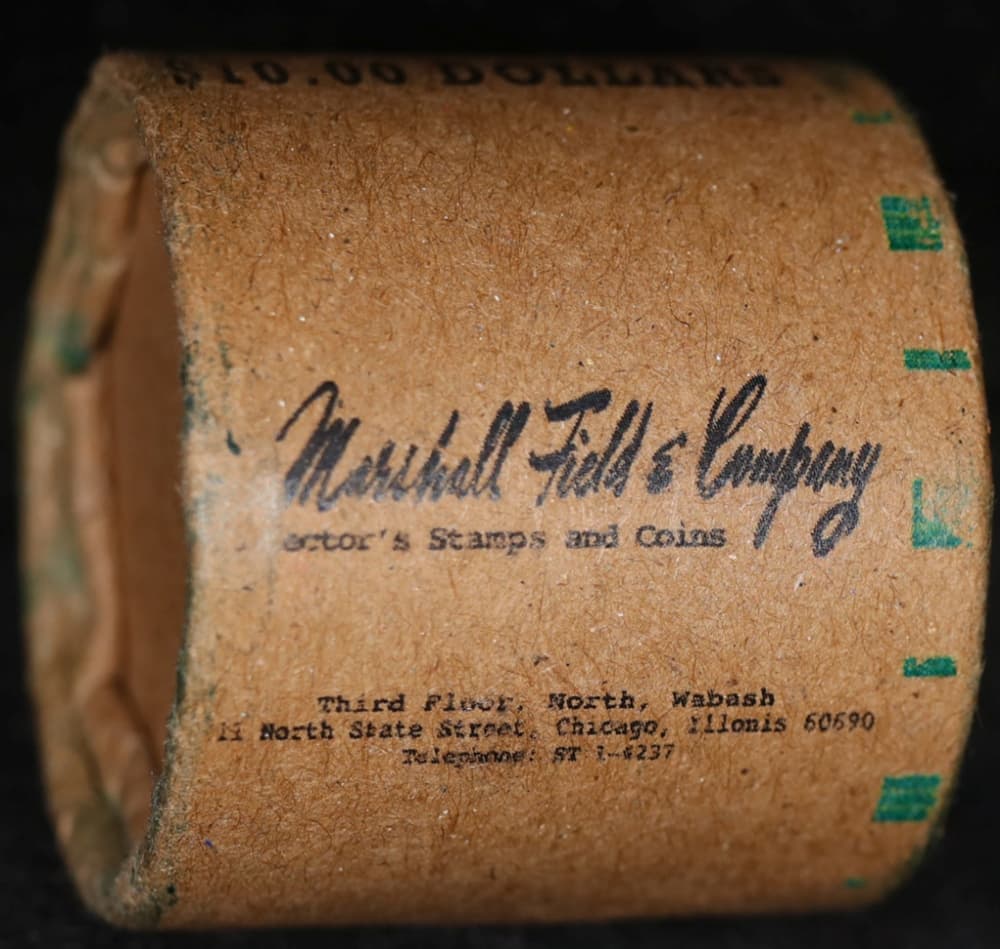 $10.00 DOLLARS
Marshall Field & Company
ector's Stamps and Coins
Third Floor, North, Wabash
11 North State Street, Chicago, Illonis 60690
Telephone: ST 1-4237